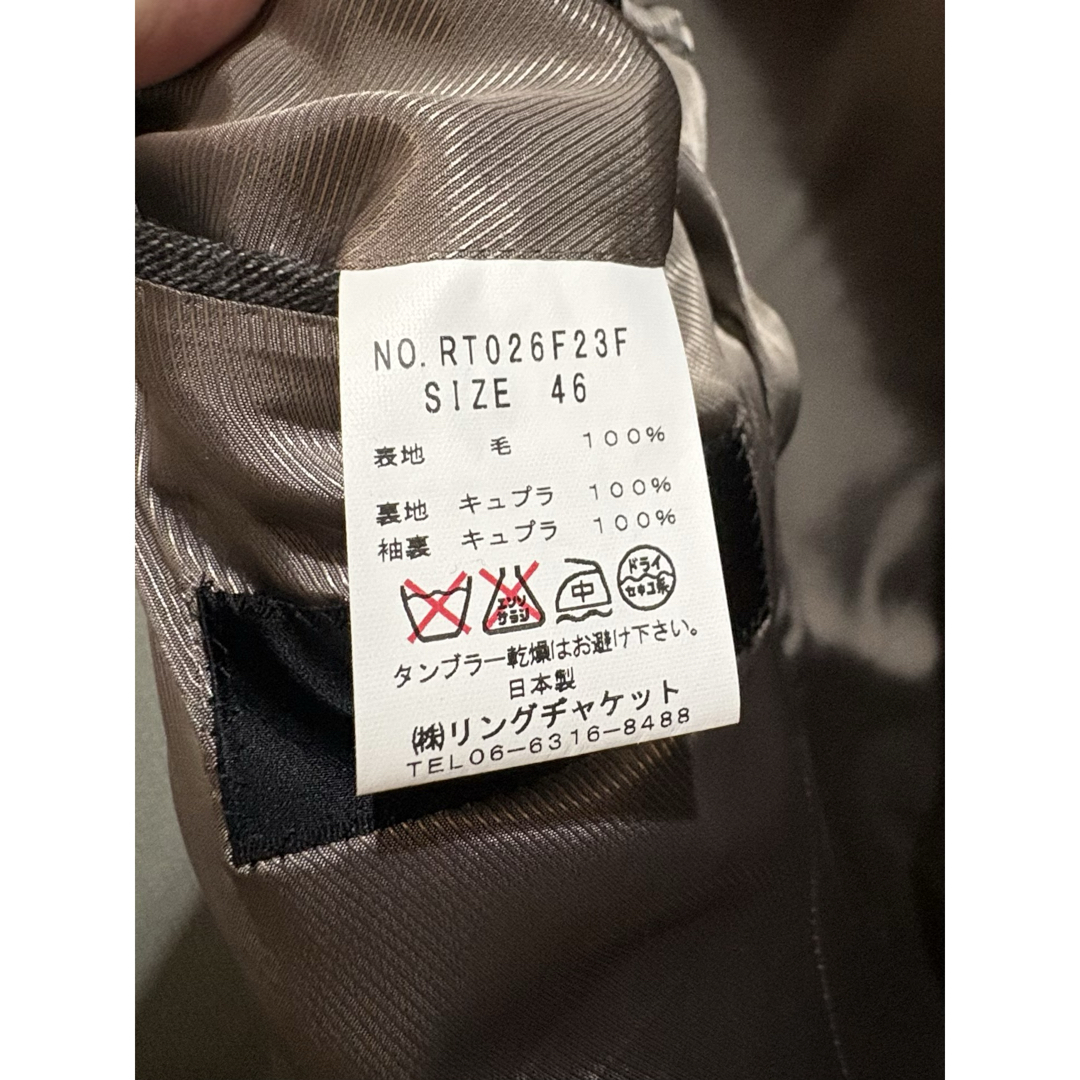 NO. RT026F23F
SIZE 46
表地 毛 100%
裏地 キュプラ 100%
袖裏 キュプラ 100%
エンソサラシ 中 ドライセキユ系
タンブラー乾燥はお避け下さい。
日本製
㈱リングヂャケット
TEL06-6316-8488